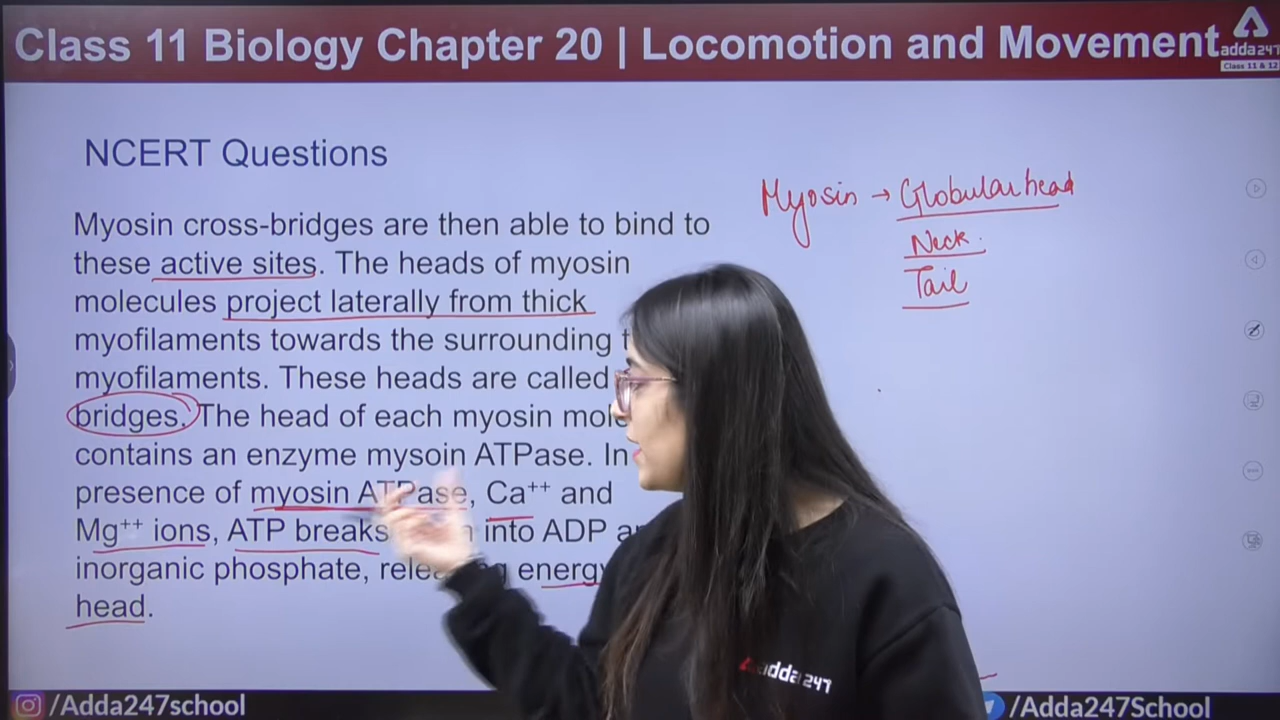 Class 11 Biology Chapter 20 | Locomotion and Movement
adda247
Class 11 & 12
NCERT Questions
Myosin cross-bridges are then able to bind to
these active sites. The heads of myosin
molecules project laterally from thick
myofilaments towards the surrounding
myofilaments. These heads are called
bridges. The head of each myosin
contains an enzyme mysoin ATPase. In
presence of myosin ATPase, Ca++ and
Mg++ ions, ATP breaks into ADP
inorganic phosphate, energy
head.
Myosin → Globular head
Neck
Tail
adda247
/Adda247school
/Adda247school